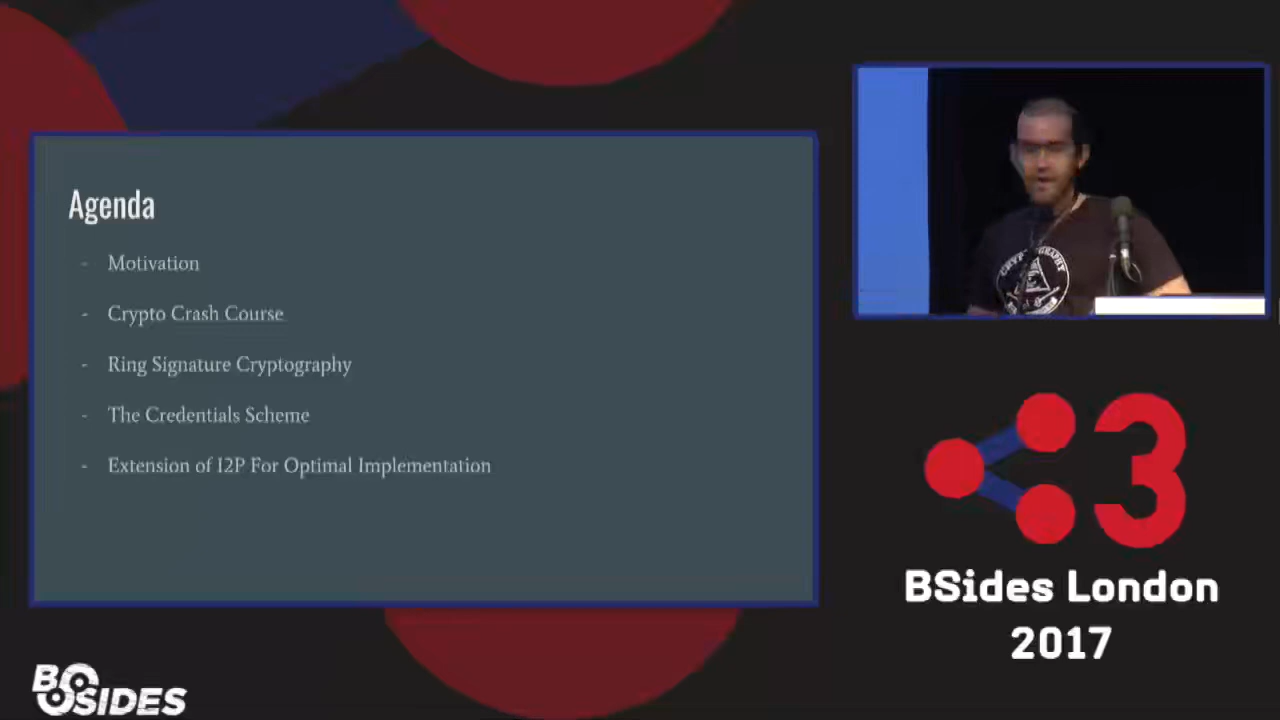 Agenda
- Motivation
- Crypto Crash Course
- Ring Signature Cryptography
- The Credentials Scheme
- Extension of I2P For Optimal Implementation
3
BSides London
2017
BSIDES